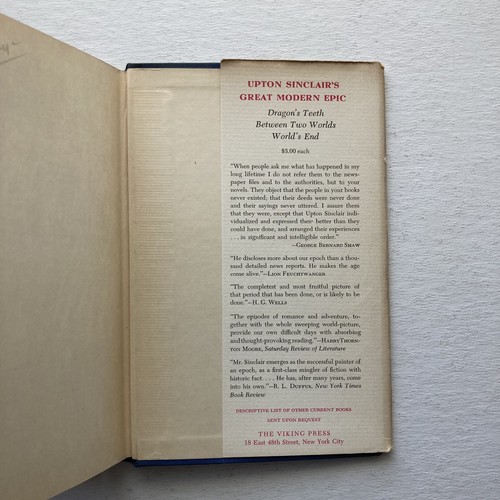 UPTON SINCLAIR'S
GREAT MODERN EPIC
Dragon's Teeth
Between Two Worlds
World's End
$3.00 each
"When people ask me what has happened in my
long lifetime I do not refer them to the news-
paper files and to the authorities, but to your
novels. They object that the people in your books
never existed; that their deeds were never done
and their sayings never uttered. I assure them
that they were, except that Upton Sinclair indi-
vidualized and expressed them better than they
could have done, and arranged their experiences
. . . in significant and intelligible order."
—GEORGE BERNARD SHAW
"He discloses more about our epoch than a thou-
sand detailed news reports. He makes the age
come alive."—LION FEUCHTWANGER
"The completest and most fruitful picture of
that period that has been done, or is likely to be
done."—H. G. WELLS
"The episodes of romance and adventure, to-
gether with the whole sweeping world-picture,
provide our own difficult days with absorbing
and thought-provoking reading."—HARRY THORN-
TON MOORE, Saturday Review of Literature
"Mr. Sinclair emerges as the successful painter of
an epoch, as a first-class mingler of fiction with
historic fact. . . . He has, after many years, come
into his own."—R. L. DUFFUS, New York Times
Book Review
DESCRIPTIVE LIST OF OTHER CURRENT BOOKS
SENT UPON REQUEST
THE VIKING PRESS
18 East 48th Street, New York City